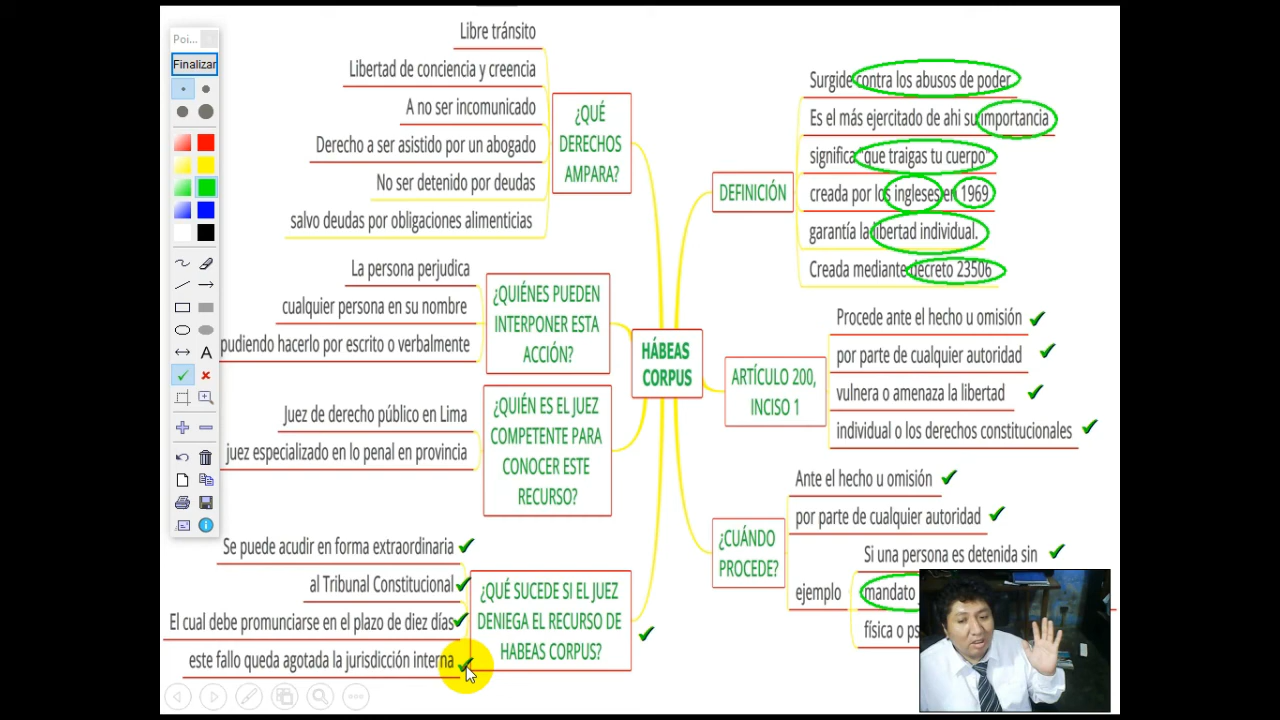 Poi...
Finalizar
A
Libre tránsito
Libertad de conciencia y creencia
A no ser incomunicado
Derecho a ser asistido por un abogado
No ser detenido por deudas
salvo deudas por obligaciones alimenticias
¿QUÉ
DERECHOS
AMPARA?
La persona perjudica
cualquier persona en su nombre
pudiendo hacerlo por escrito o verbalmente
¿QUIÉNES PUEDEN
INTERPONER ESTA
ACCIÓN?
Juez de derecho público en Lima
juez especializado en lo penal en provincia
¿QUIÉN ES EL JUEZ
COMPETENTE PARA
CONOCER ESTE
RECURSO?
Se puede acudir en forma extraordinaria
al Tribunal Constitucional
El cual debe promunciarse en el plazo de diez días
este fallo queda agotada la jurisdicción interna
¿QUÉ SUCEDE SI EL JUEZ
DENIEGA EL RECURSO DE
HABEAS CORPUS?
HÁBEAS
CORPUS
DEFINICIÓN
Surgide contra los abusos de poder
Es el más ejercitado de ahi su importancia
significa "que traigas tu cuerpo"
creada por los ingleses en 1969.
garantía la libertad individual.
Creada mediante decreto 23506
ARTÍCULO 200,
INCISO 1
Procede ante el hecho u omisión
por parte de cualquier autoridad
vulnera o amenaza la libertad
individual o los derechos constitucionales
¿CUÁNDO
PROCEDE?
Ante el hecho u omisión
por parte de cualquier autoridad
ejemplo
Si una persona es detenida sin
mandato
física o